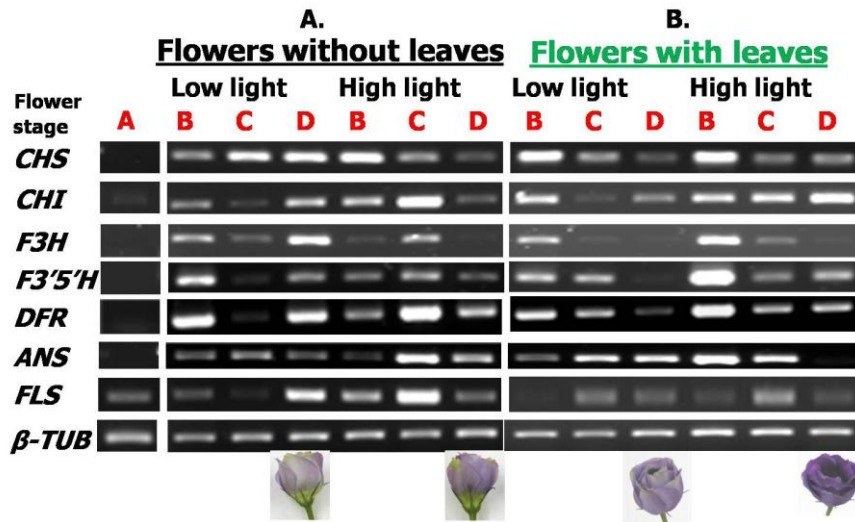 A. B.
Flowers without leaves Flowers with leaves
Low light High light Low light High light
Flower
stage A B C D B C D B C D B C D
CHS
CHI
F3H
F3'5'H
DFR
ANS
FLS
β-TUB